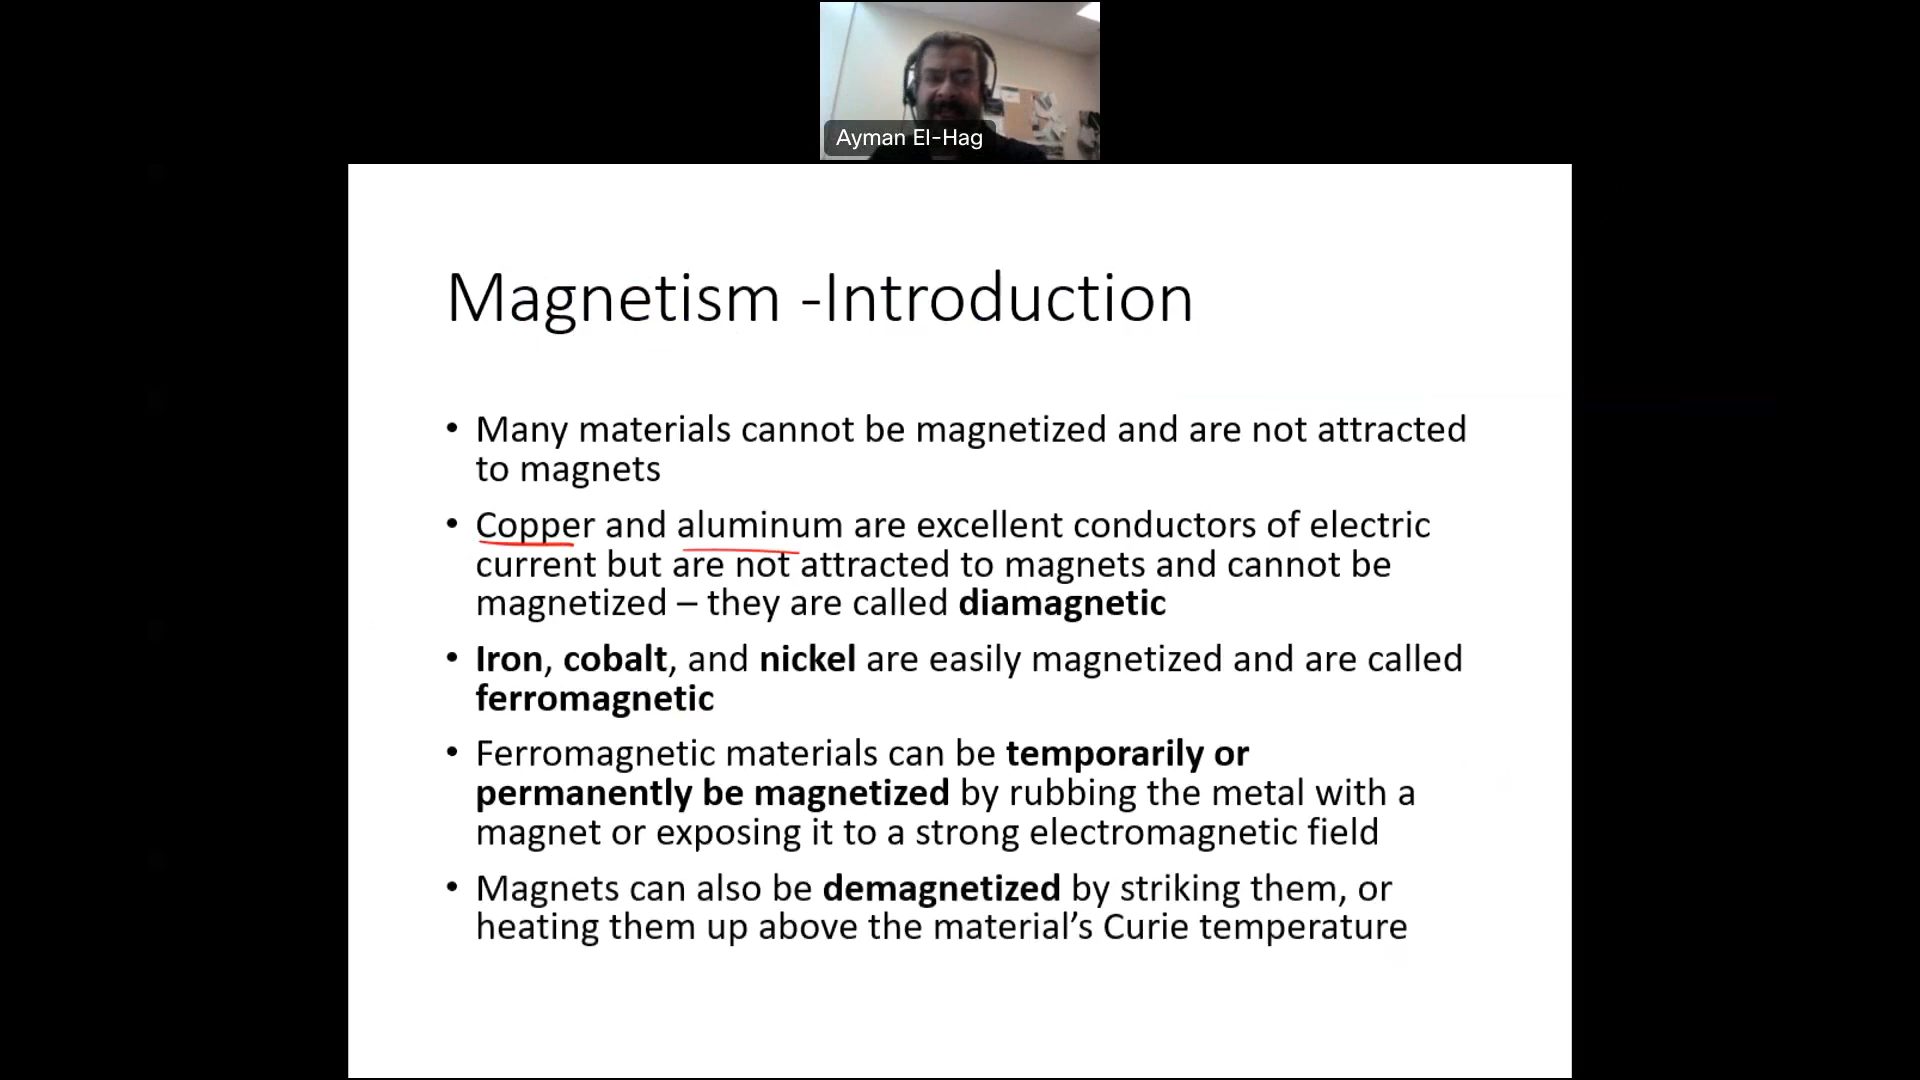 Ayman El-Hag
Magnetism -Introduction
• Many materials cannot be magnetized and are not attracted
to magnets
• Copper and aluminum are excellent conductors of electric
current but are not attracted to magnets and cannot be
magnetized – they are called diamagnetic
• Iron, cobalt, and nickel are easily magnetized and are called
ferromagnetic
• Ferromagnetic materials can be temporarily or
permanently be magnetized by rubbing the metal with a
magnet or exposing it to a strong electromagnetic field
• Magnets can also be demagnetized by striking them, or
heating them up above the material’s Curie temperature